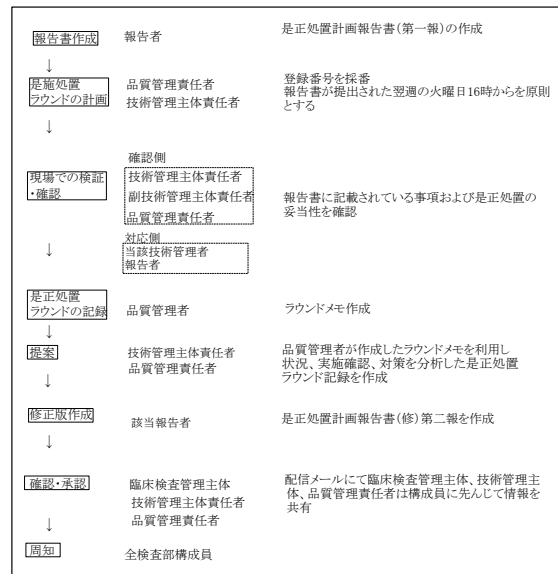 報告書作成 報告者 是正処置計画報告書(第一報)の作成
↓
是施処置 品質管理責任者 登録番号を採番
ラウンドの計画 技術管理主体責任者 報告書が提出された翌週の火曜日16時からを原則
とする
↓
確認側
現場での検証 技術管理主体責任者
・確認 副技術管理主体責任者 報告書に記載されている事項および是正処置の
品質管理責任者 妥当性を確認
対応側
↓ 当該技術管理者
報告者
是正処置
ラウンドの記録 品質管理者 ラウンドメモ作成
↓
提案 技術管理主体責任者 品質管理者が作成したラウンドメモを利用し
品質管理責任者 状況、実施確認、対策を分析した是正処置
↓ ラウンド記録を作成
修正版作成 該当報告者 是正処置計画報告書(修)第二報を作成
↓
確認・承認 臨床検査管理主体 配信メールにて臨床検査管理主体、技術管理主
技術管理主体責任者 体、品質管理責任者は構成員に先んじて情報を
品質管理責任者 共有
↓
周知 全検査部構成員